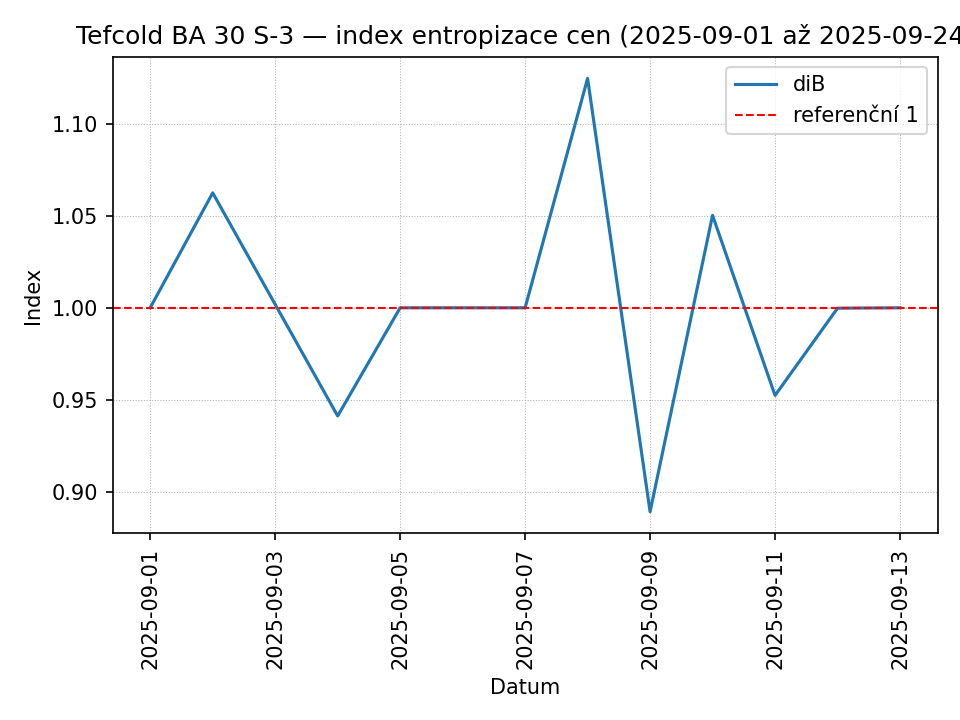 Tefcold BA 30 S-3 — index entropizace cen (2025-09-01 až 2025-09-24
diB
referenční 1
1.10
1.05
1.00
0.95
0.90
Index
2025-09-01
2025-09-03
2025-09-05
2025-09-07
2025-09-09
2025-09-11
2025-09-13
Datum